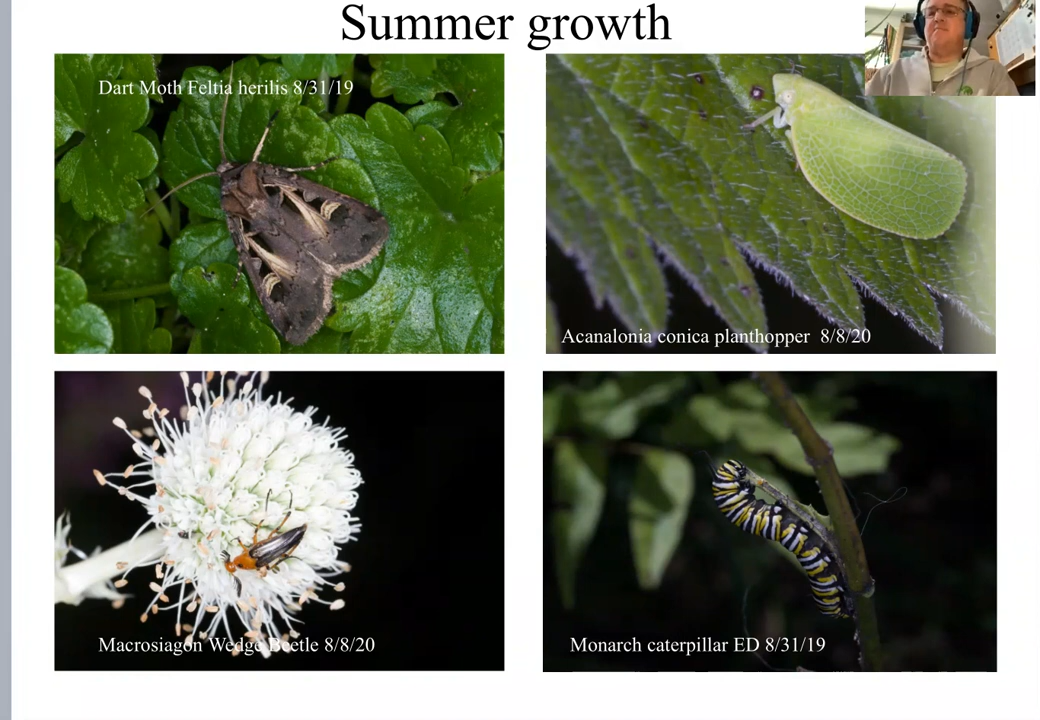 Summer growth
Dart Moth Feltia herilis 8/31/19
Acanalonia conica planthopper 8/8/20
Macrosiagon Wedge Beetle 8/8/20
Monarch caterpillar ED 8/31/19